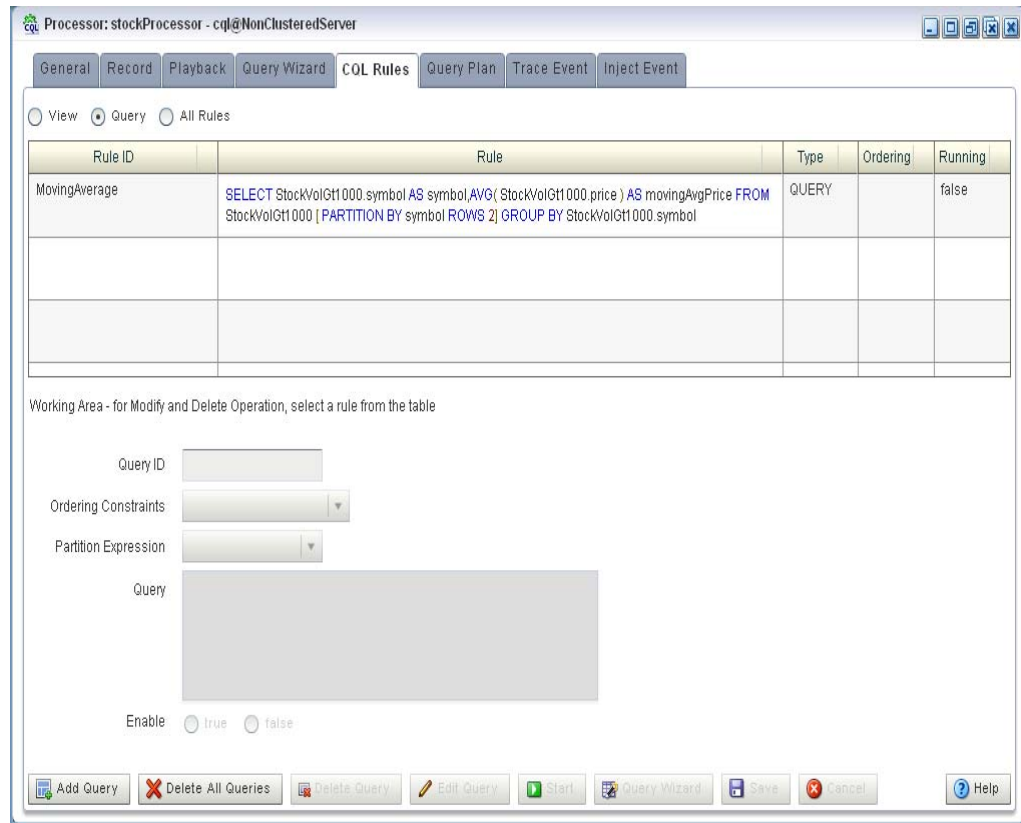 CQL Processor: stockProcessor - cql@NonClusteredServer
General Record Playback Query Wizard CQL Rules Query Plan Trace Event Inject Event
View Query All Rules
Rule ID Rule Type Ordering Running
MovingAverage SELECT StockVolGt1000.symbol AS symbol,AVG( StockVolGt1000.price ) AS movingAvgPrice FROM QUERY false
StockVolGt1000 [ PARTITION BY symbol ROWS 2] GROUP BY StockVolGt1000.symbol
Working Area - for Modify and Delete Operation, select a rule from the table
Query ID
Ordering Constraints
Partition Expression
Query
Enable true false
Add Query Delete All Queries Delete Query Edit Query Start Query Wizard Save Cancel Help